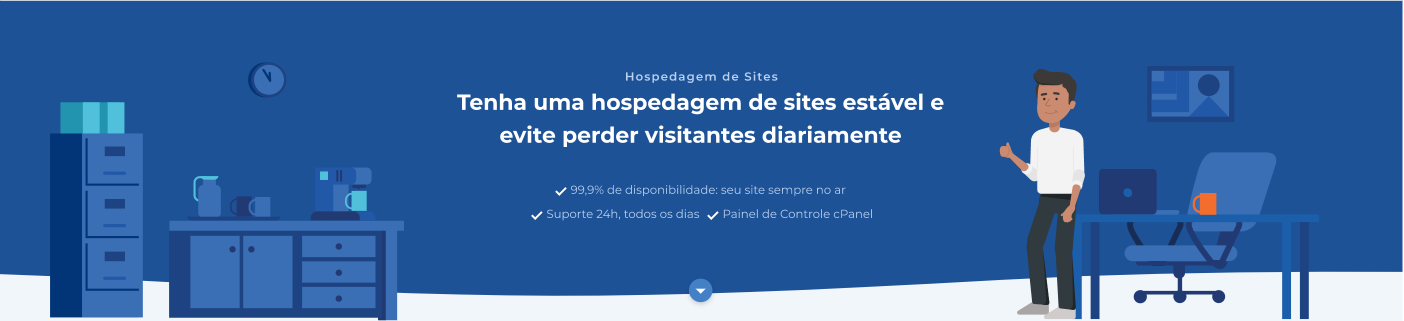 Hospedagem de Sites
Tenha uma hospedagem de sites estável e
evite perder visitantes diariamente
99,9% de disponibilidade: seu site sempre no ar
Suporte 24h, todos os dias Painel de Controle cPanel